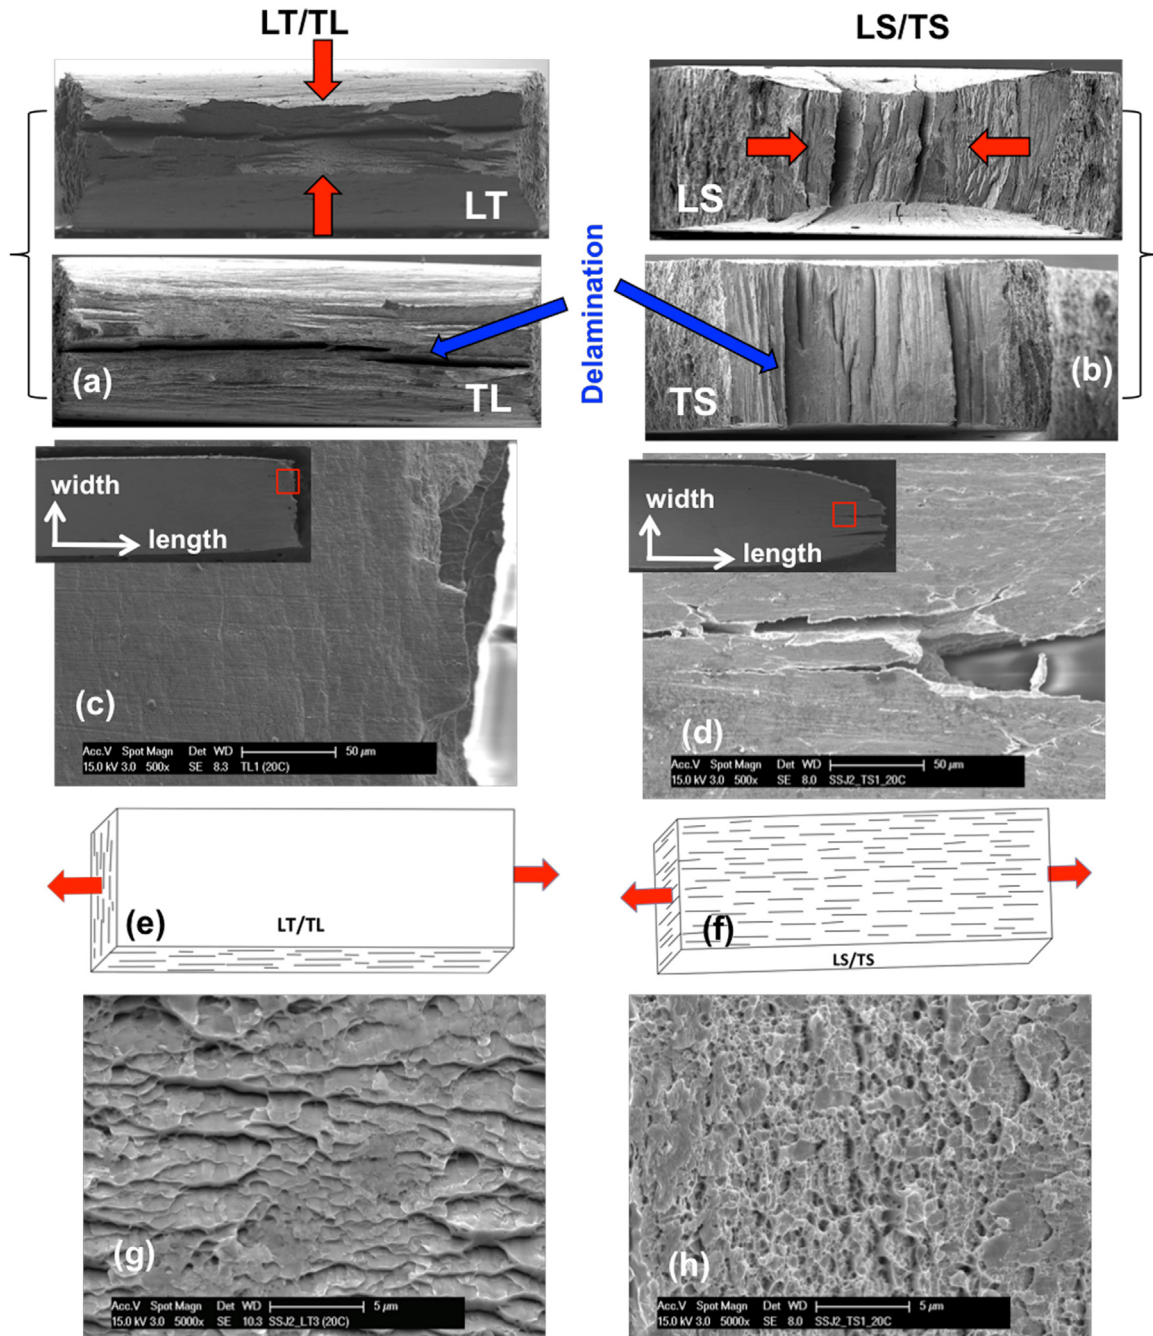 LT/TL
LS/TS
LT
LS
Delamination
(a)
TL
TS
(b)
width
length
width
length
(c)
(d)
Acc.V Spot Magn Det WD 50 µm
15.0 kV 3.0 500x SE 8.3 TL1 (20C)
Acc.V Spot Magn Det WD 50 µm
15.0 kV 3.0 500x SE 8.0 SSJ2_TS1_20C
(e)
LT/TL
(f)
LS/TS
(g)
(h)
Acc.V Spot Magn Det WD 5 µm
15.0 kV 3.0 5000x SE 10.3 SSJ2_LT3 (20C)
Acc.V Spot Magn Det WD 5 µm
15.0 kV 3.0 5000x SE 8.0 SSJ2_TS1_20C